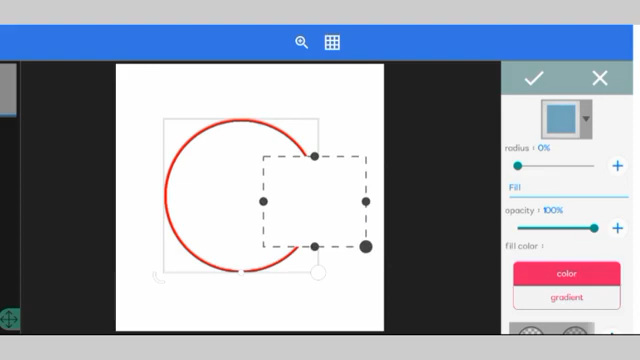 radius : 0%
Fill
opacity : 100%
fill color :
color
gradient